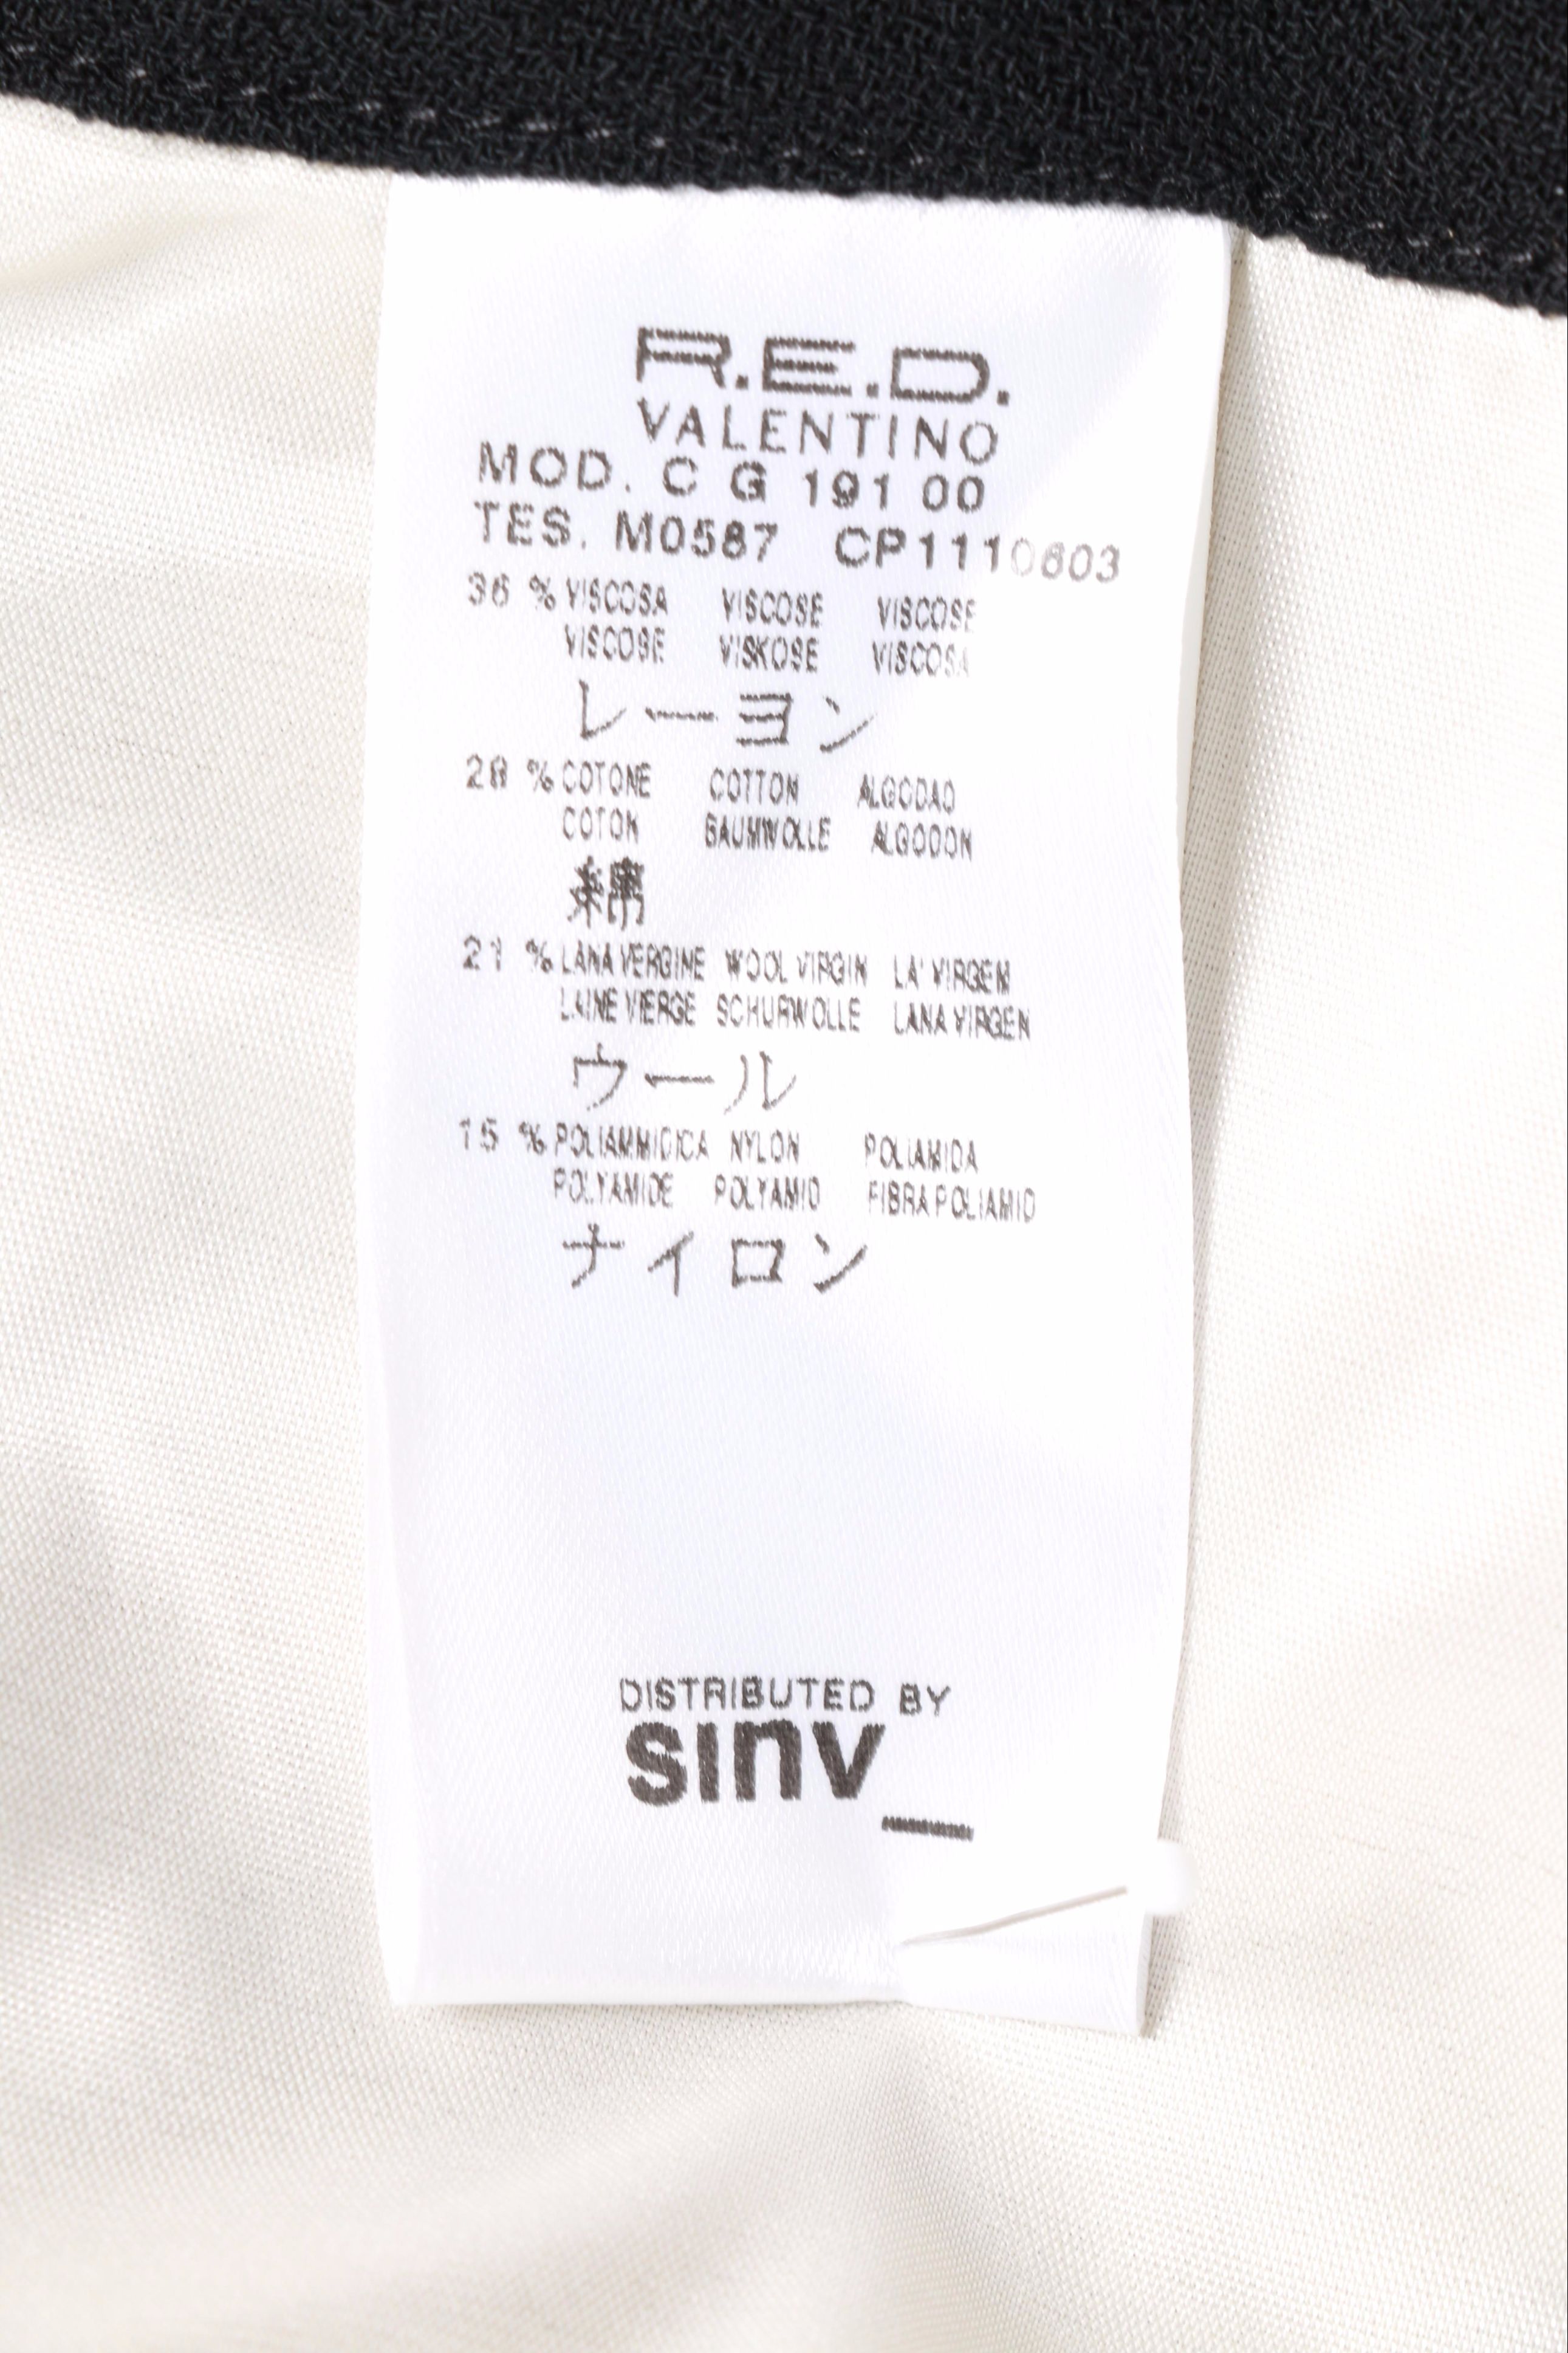 R.E.D.
VALENTINO
MOD. C G 191 00
TES. M0587 CP1110603
36 % VISCOSA VISCOSE VISCOSE
VISCOSE VISKOSE VISCOSA
レーヨン
28 % COTONE COTTON ALGODAO
COTON BAUMWOLLE ALGODON
綿
21 % LANA VERGINE WOOL VIRGIN LA' VIRGEM
LAINE VIERGE SCHURWOLLE LANA VIRGEN
ウール
15 % POLIAMMIDICA NYLON POLIAMIDA
POLYAMIDE POLYAMID FIBRA POLIAMID
ナイロン
DISTRIBUTED BY
sinv_